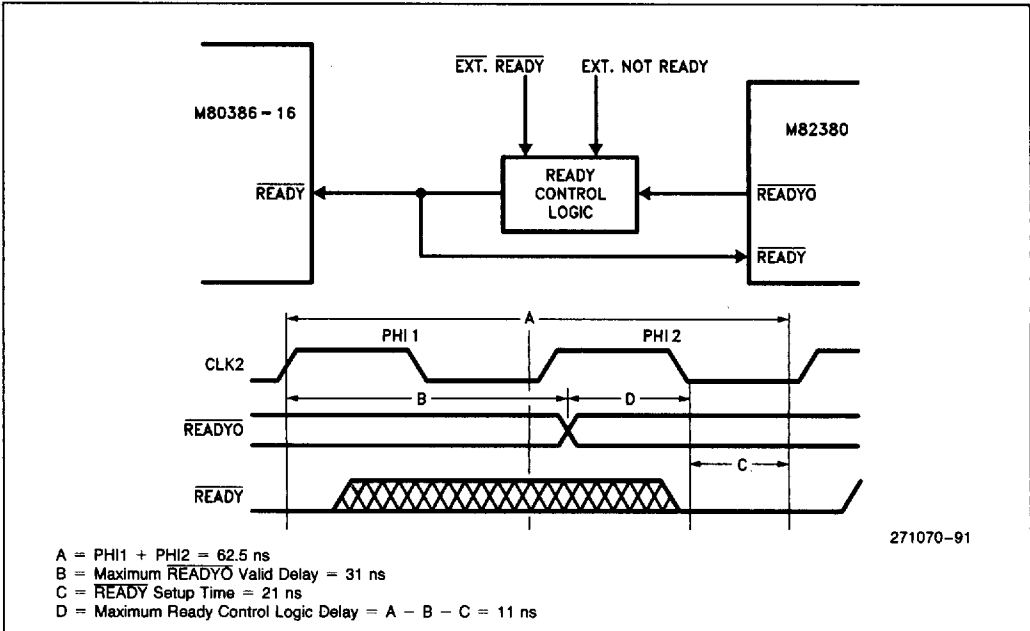 EXT. READY EXT. NOT READY
M80386-16
M82380
READY
READY
CONTROL
LOGIC
READYO
READY
A
PHI 1 PHI 2
CLK2
B D
READYO
C
READY
271070-91
A = PHI1 + PHI2 = 62.5 ns
B = Maximum READYO Valid Delay = 31 ns
C = READY Setup Time = 21 ns
D = Maximum Ready Control Logic Delay = A - B - C = 11 ns